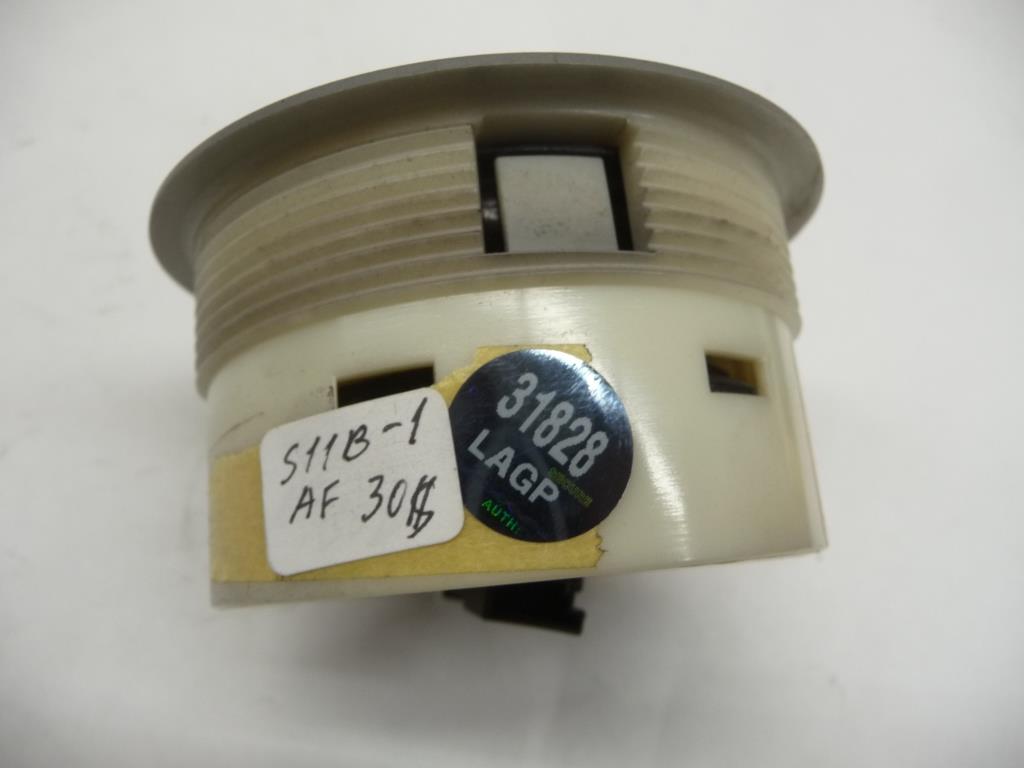 S11B-1
AF 30$
31828
LAGP
AUTH.